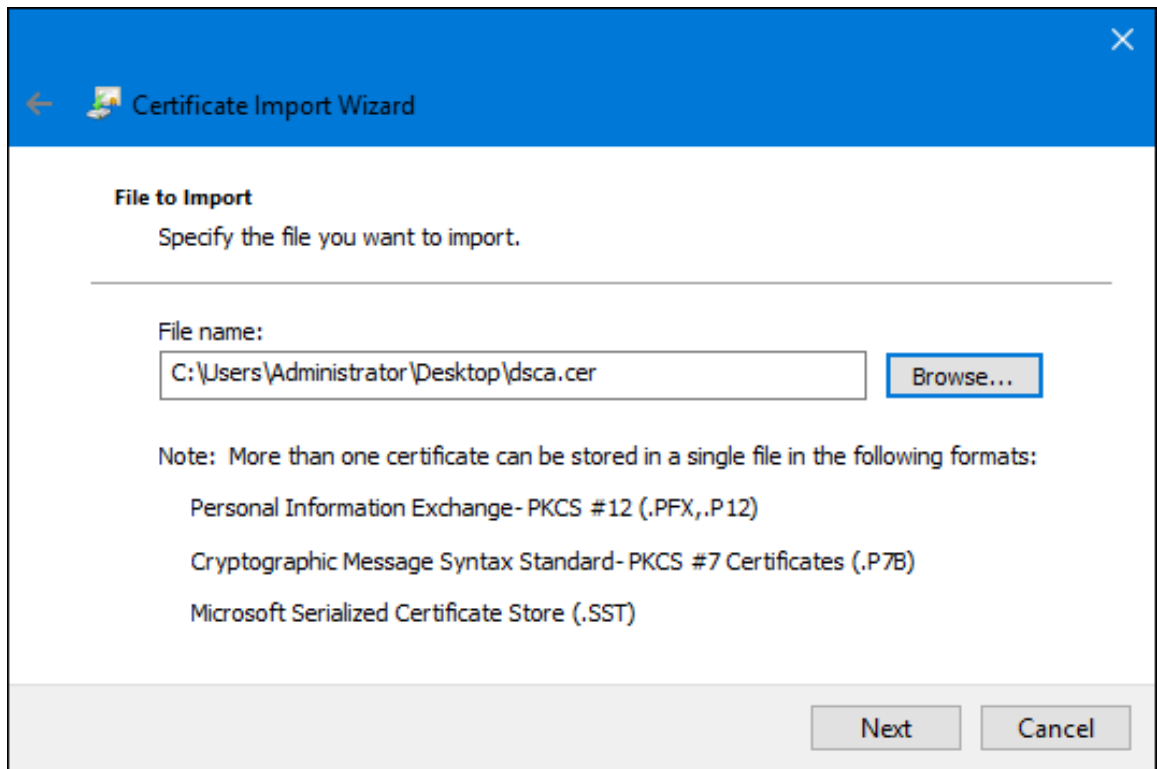 Certificate Import Wizard
File to Import
Specify the file you want to import.
File name:
C:\Users\Administrator\Desktop\dsca.cer
Browse...
Note:  More than one certificate can be stored in a single file in the following formats:
Personal Information Exchange- PKCS #12 (.PFX,.P12)
Cryptographic Message Syntax Standard- PKCS #7 Certificates (.P7B)
Microsoft Serialized Certificate Store (.SST)
Next
Cancel